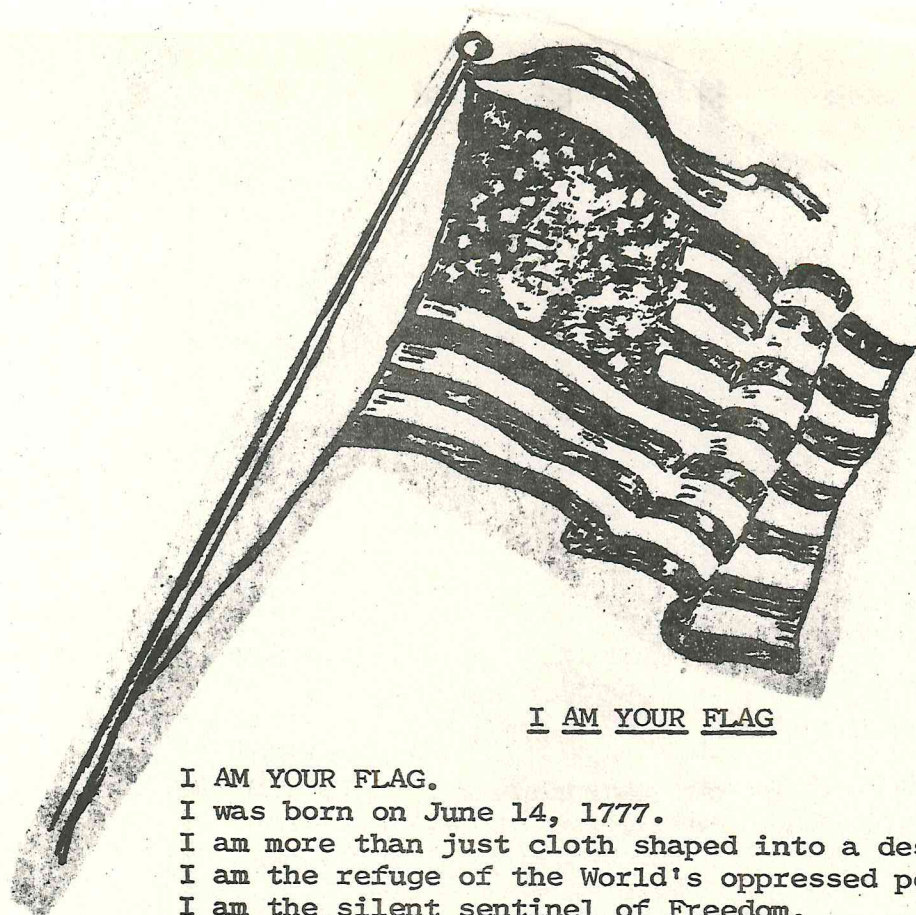 I AM YOUR FLAG
I AM YOUR FLAG.
I was born on June 14, 1777.
I am more than just cloth shaped into a
I am the refuge of the World's oppressed
I am the silent sentinel of Freedom.